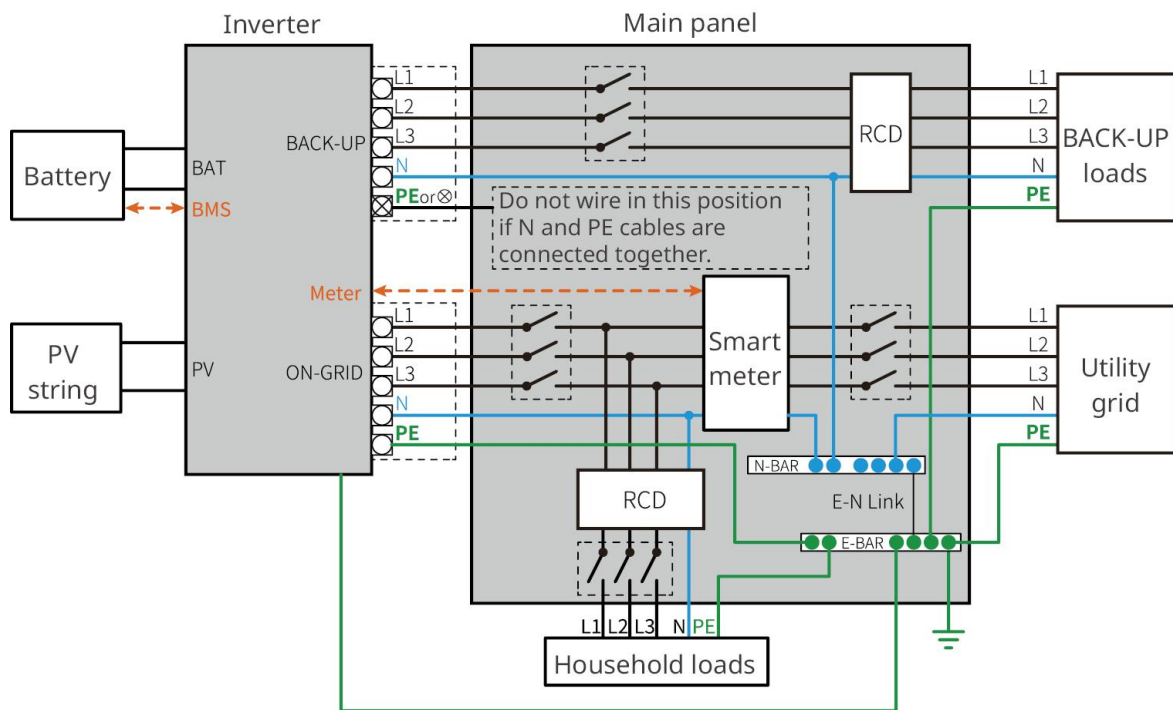 Inverter
Main panel
L1
L2
L3
N
PE or ⊗
BACK-UP
RCD
L1
L2
L3
N
PE
BACK-UP
loads
Battery
BAT
BMS
Do not wire in this position
if N and PE cables are
connected together.
Meter
PV
string
PV
ON-GRID
L1
L2
L3
N
PE
Smart
meter
L1
L2
L3
N
PE
Utility
grid
N-BAR
E-N Link
E-BAR
RCD
L1 L2 L3 N PE
Household loads